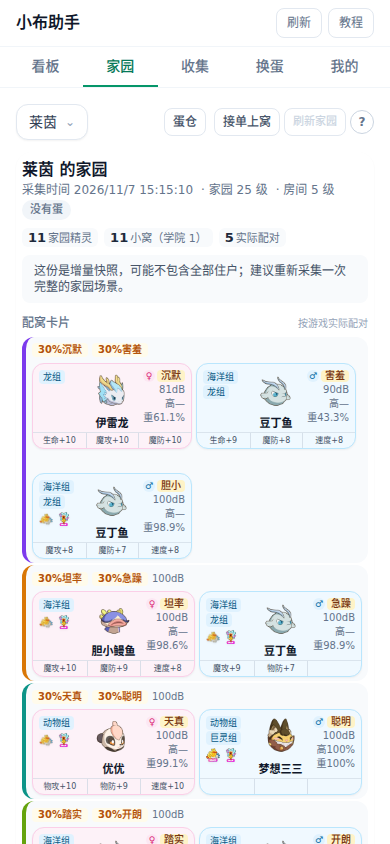 小布助手
刷新
教程
看板
家园
收集
换蛋
我的
莱茵
蛋仓
接单上窝
刷新家园
?
莱茵 的家园
采集时间 2026/11/7 15:15:10 · 家园 25 级 · 房间 5 级
没有蛋
11 家园精灵
11 小窝（学院 1）
5 实际配对
这份是增量快照，可能不包含全部住户；建议重新采集一次
完整的家园场景。
配窝卡片
按游戏实际配对
30%沉默 30%害羞
龙组
♀ 沉默
81dB
高—
重61.1%
伊雷龙
生命+10 魔攻+10 魔防+10
海洋组
龙组
♂ 害羞
90dB
高—
重43.3%
豆丁鱼
生命+9 魔防+8 速度+8
海洋组
龙组
♂ 胆小
100dB
高—
重98.9%
豆丁鱼
魔攻+8 魔防+7 速度+8
30%坦率 30%急躁 100dB
海洋组
♀ 坦率
100dB
高—
重98.6%
胆小鳗鱼
魔攻+10 魔防+9 速度+8
海洋组
龙组
♂ 急躁
100dB
高—
重98.9%
豆丁鱼
魔攻+9 物防+7
30%天真 30%聪明 100dB
动物组
♀ 天真
100dB
高—
重99.1%
优优
物攻+10 物防+9 速度+10
动物组
巨灵组
♂ 聪明
100dB
高100%
重100%
梦想三三
30%踏实 30%开朗 100dB
海洋组
♀ 踏实
海洋组
♂ 开朗